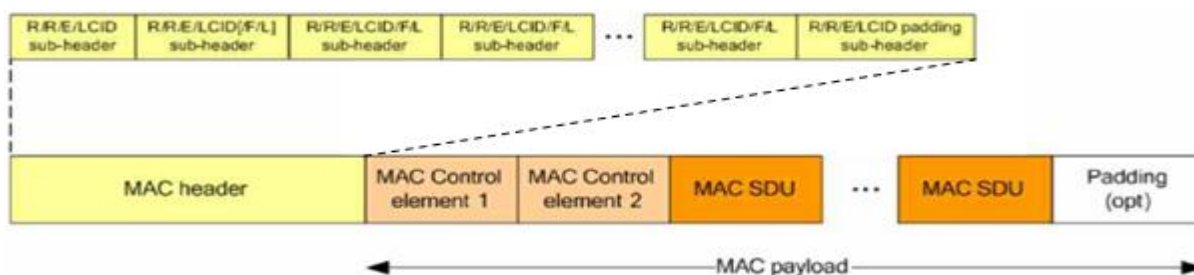 R/R/E/LCID
sub-header
R/R/E/LCID[/F/L]
sub-header
R/R/E/LCID/F/L
sub-header
R/R/E/LCID/F/L
sub-header
...
R/R/E/LCID/F/L
sub-header
R/R/E/LCID padding
sub-header
MAC header
MAC Control
element 1
MAC Control
element 2
MAC SDU
...
MAC SDU
Padding
(opt)
MAC payload